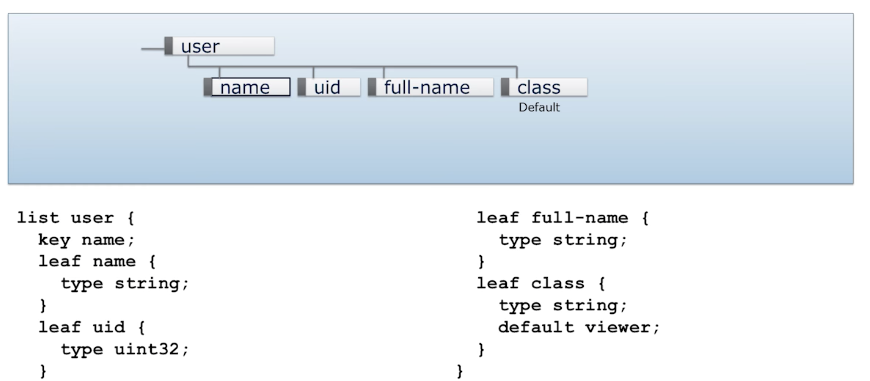 user
name uid full-name class
Default
list user {
key name;
leaf name {
type string;
}
leaf uid {
type uint32;
}
leaf full-name {
type string;
}
leaf class {
type string;
default viewer;
}
}